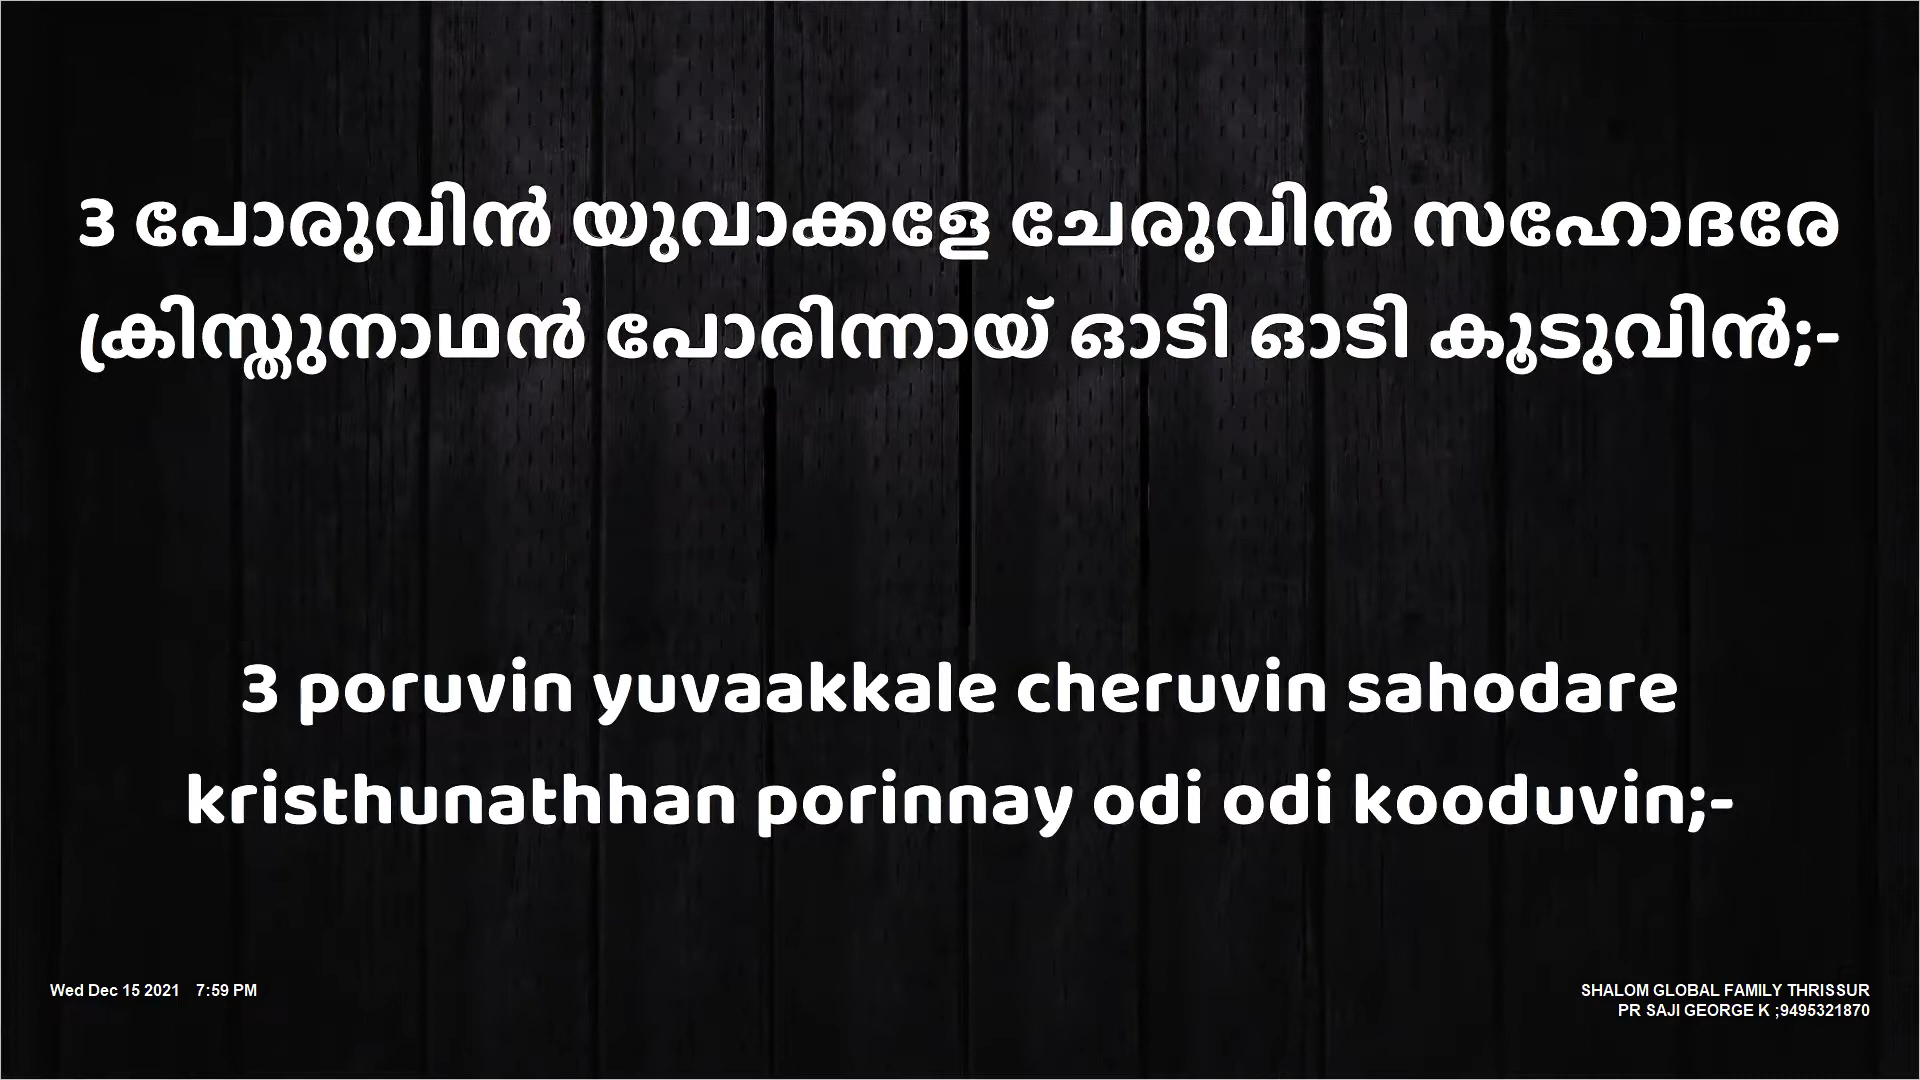 3 പോരുവിൻ യുവാക്കളേ ചേരുവിൻ സഹോദരേ
ക്രിസ്തുനാഥൻ പോരിന്നായ് ഓടി ഓടി കൂടുവിൻ;-
3 poruvin yuvaakkale cheruvin sahodare
kristhunathhan porinnay odi odi kooduvin;-
Wed Dec 15 2021 7:59 PM
SHALOM GLOBAL FAMILY THRISSUR
PR SAJI GEORGE K ;9495321870